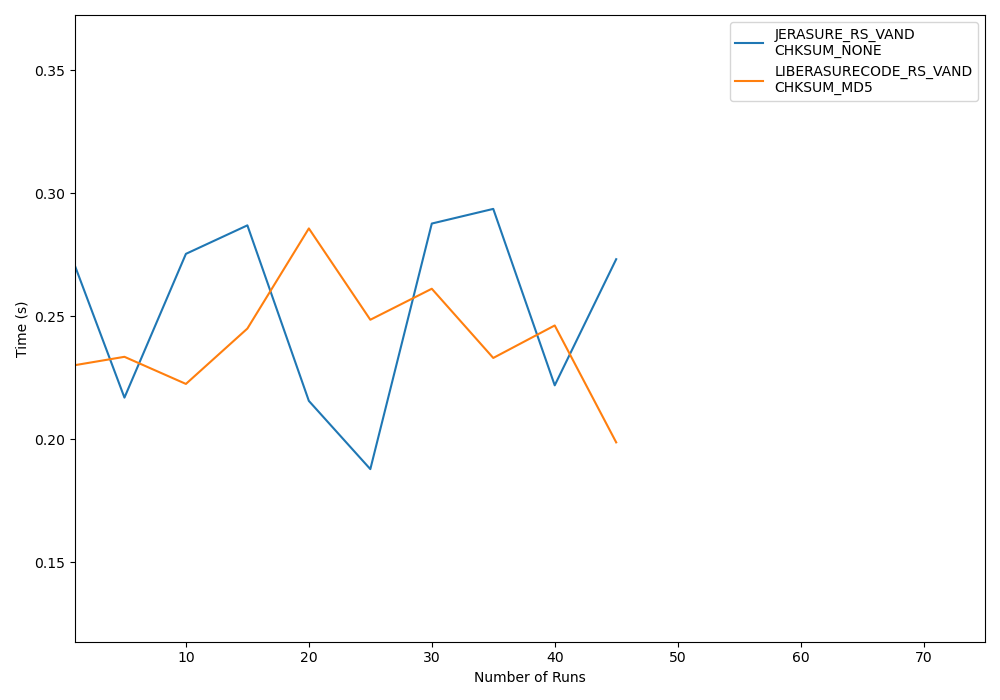 JERASURE_RS_VAND
CHKSUM_NONE
LIBERASURECODE_RS_VAND
CHKSUM_MD5
Time (s)
0.35
0.30
0.25
0.20
0.15
10 20 30 40 50 60 70
Number of Runs